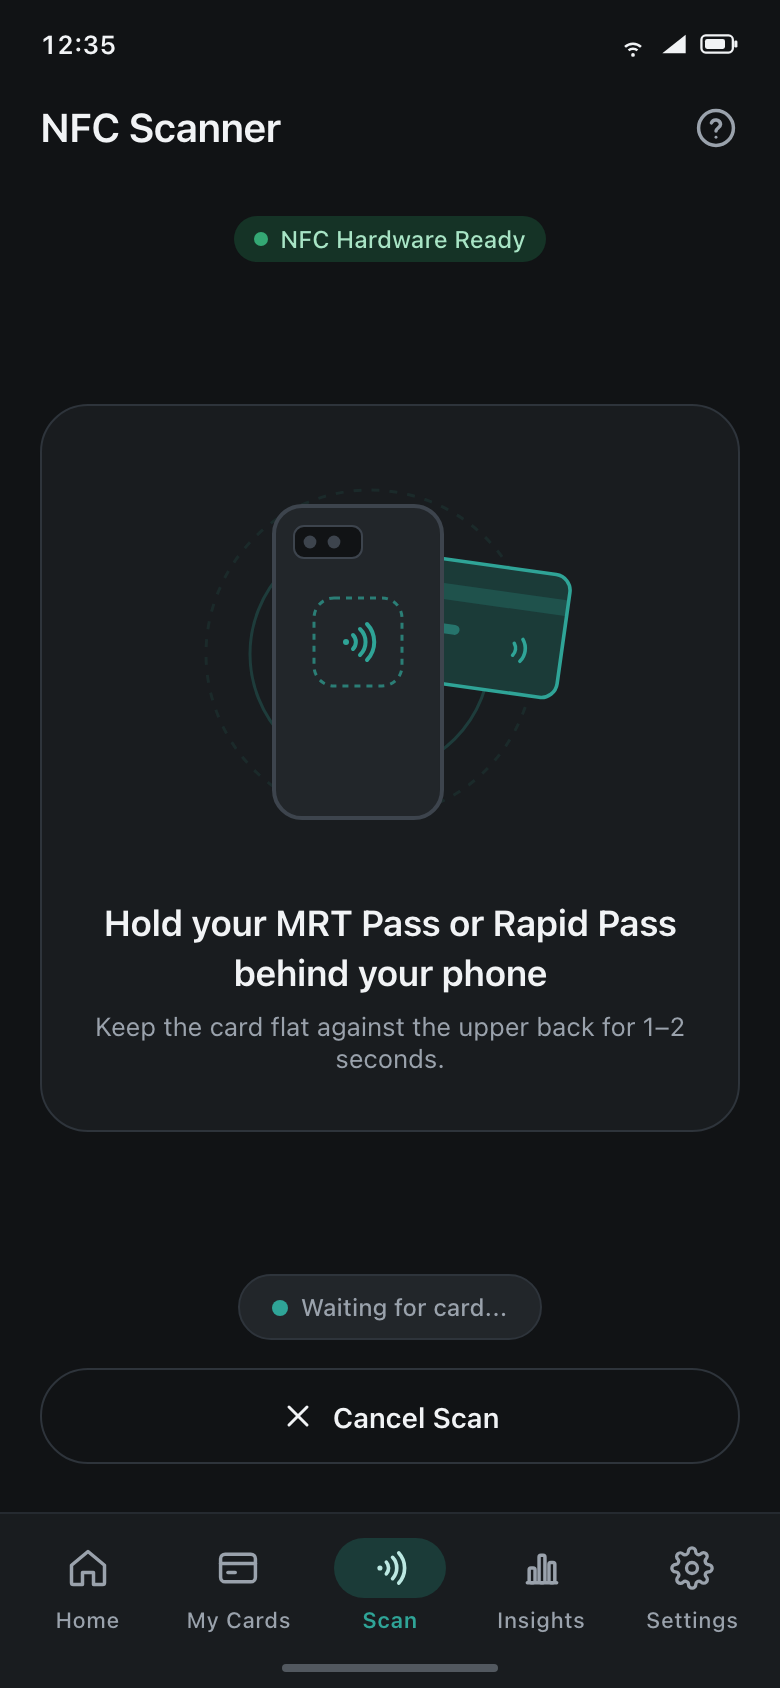 12:35
NFC Scanner
NFC Hardware Ready
Hold your MRT Pass or Rapid Pass
behind your phone
Keep the card flat against the upper back for 1–2
seconds.
Waiting for card...
Cancel Scan
Home
My Cards
Scan
Insights
Settings